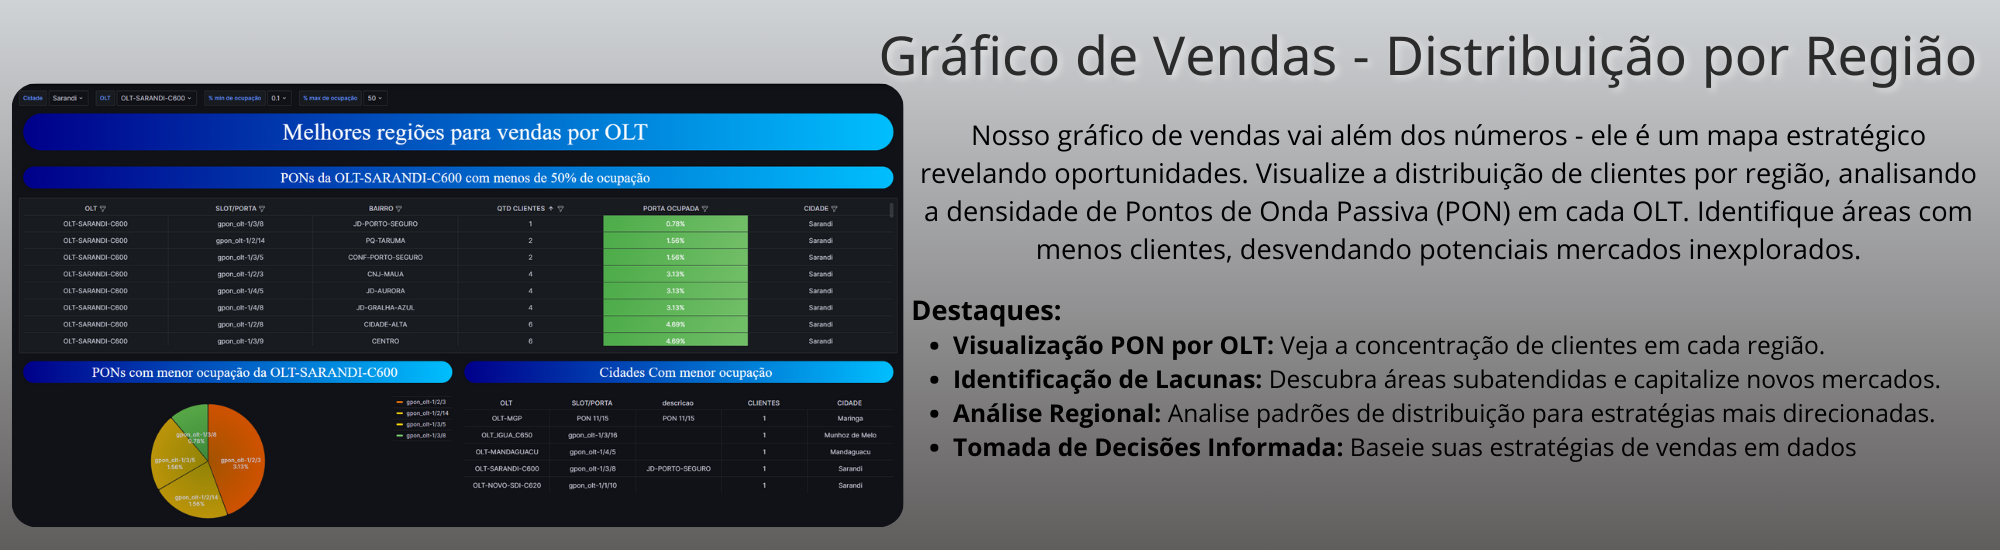 Gráfico de Vendas - Distribuição por Região
Cidade Sarandi OLT OLT-SARANDI-C600 % min de ocupação 0.1 % max de ocupação 50
Melhores regiões para vendas por OLT
PONs da OLT-SARANDI-C600 com menos de 50% de ocupação
OLT SLOT/PORTA BAIRRO QTD CLIENTES PORTA OCUPADA CIDADE
OLT-SARANDI-C600 gpon_olt-1/3/8 JD-PORTO-SEGURO 1 0.78% Sarandi
OLT-SARANDI-C600 gpon_olt-1/2/14 PQ-TARUMA 2 1.56% Sarandi
OLT-SARANDI-C600 gpon_olt-1/3/5 CONF-PORTO-SEGURO 2 1.56% Sarandi
OLT-SARANDI-C600 gpon_olt-1/2/3 CNJ-MAUA 4 3.13% Sarandi
OLT-SARANDI-C600 gpon_olt-1/4/5 JD-AURORA 4 3.13% Sarandi
OLT-SARANDI-C600 gpon_olt-1/4/8 JD-GRALHA-AZUL 4 3.13% Sarandi
OLT-SARANDI-C600 gpon_olt-1/2/8 CIDADE-ALTA 6 4.69% Sarandi
OLT-SARANDI-C600 gpon_olt-1/3/9 CENTRO 6 4.69% Sarandi
PONs com menor ocupação da OLT-SARANDI-C600
gpon_olt-1/2/3
gpon_olt-1/2/14
gpon_olt-1/3/5
gpon_olt-1/3/8
gpon_olt-1/3/8
0.78%
gpon_olt-1/3/5
1.56%
gpon_olt-1/2/3
3.13%
gpon_olt-1/2/14
1.56%
Cidades Com menor ocupação
OLT SLOT/PORTA descricao CLIENTES CIDADE
OLT-MGP PON 11/15 PON 11/15 1 Maringa
OLT_IGUA_C650 gpon_olt-1/3/16 1 Munhoz de Melo
OLT-MANDAGUACU gpon_olt-1/4/5 1 Mandaguacu
OLT-SARANDI-C600 gpon_olt-1/3/8 JD-PORTO-SEGURO 1 Sarandi
OLT-NOVO-SDI-C620 gpon_olt-1/1/10 1 Sarandi
Nosso gráfico de vendas vai além dos números - ele é um mapa estratégico
revelando oportunidades. Visualize a distribuição de clientes por região, analisando
a densidade de Pontos de Onda Passiva (PON) em cada OLT. Identifique áreas com
menos clientes, desvendando potenciais mercados inexplorados.
Destaques:
• Visualização PON por OLT: Veja a concentração de clientes em cada região.
• Identificação de Lacunas: Descubra áreas subatendidas e capitalize novos mercados.
• Análise Regional: Analise padrões de distribuição para estratégias mais direcionadas.
• Tomada de Decisões Informada: Baseie suas estratégias de vendas em dados